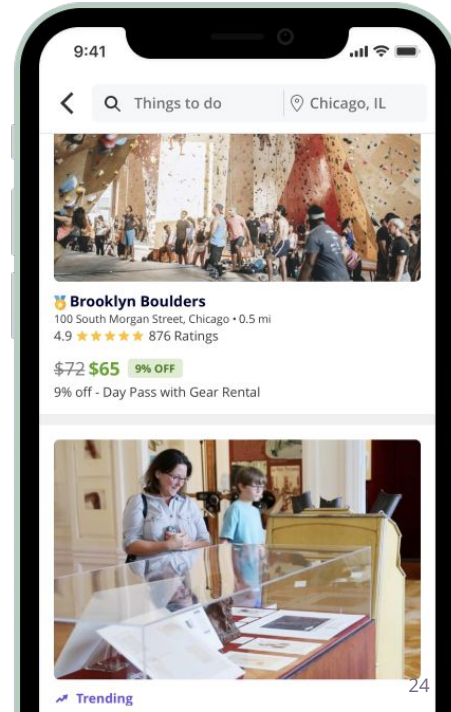 9:41
Things to do
Chicago, IL
Brooklyn Boulders
100 South Morgan Street, Chicago • 0.5 mi
4.9 ★★★★★ 876 Ratings
$72 $65 9% OFF
9% off - Day Pass with Gear Rental
24
Trending